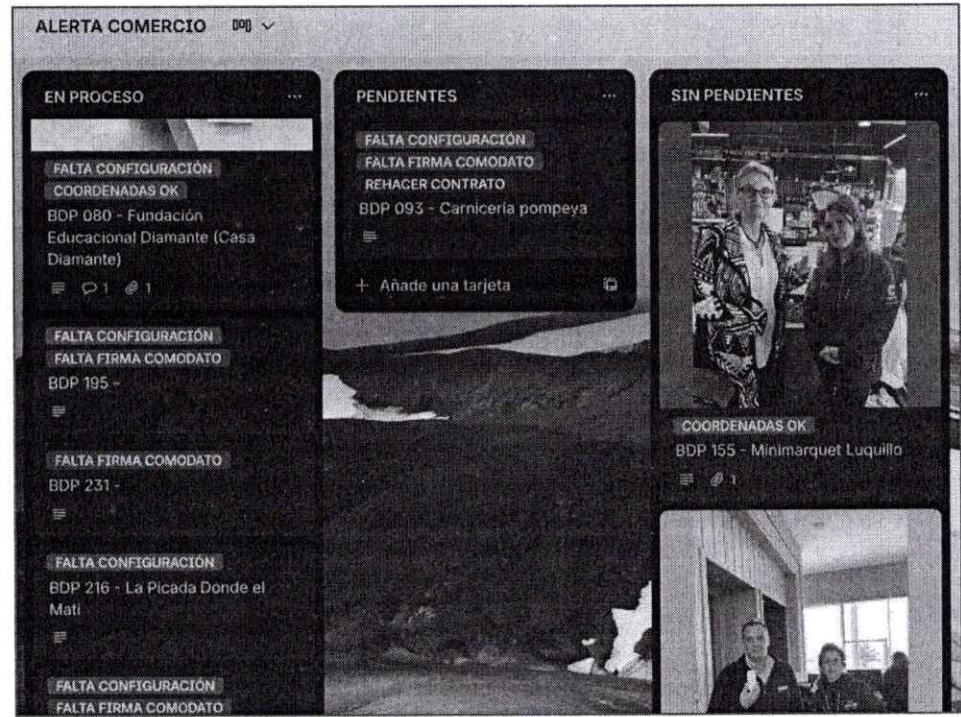 ALERTA COMERCIO
EN PROCESO
FALTA CONFIGURACIÓN
COORDENADAS OK
BDP 080 - Fundación
Educacional Diamante (Casa
Diamante)
1
1
FALTA CONFIGURACIÓN
FALTA FIRMA COMODATO
BDP 195 -
FALTA FIRMA COMODATO
BDP 231 -
FALTA CONFIGURACIÓN
BDP 216 - La Picada Donde el
Mati
FALTA CONFIGURACIÓN
FALTA FIRMA COMODATO
PENDIENTES
FALTA CONFIGURACIÓN
FALTA FIRMA COMODATO
REHACER CONTRATO
BDP 093 - Carniceria pompeya
+ Añade una tarjeta
SIN PENDIENTES
COORDENADAS OK
BDP 155 - Minimarquet Luquillo
1